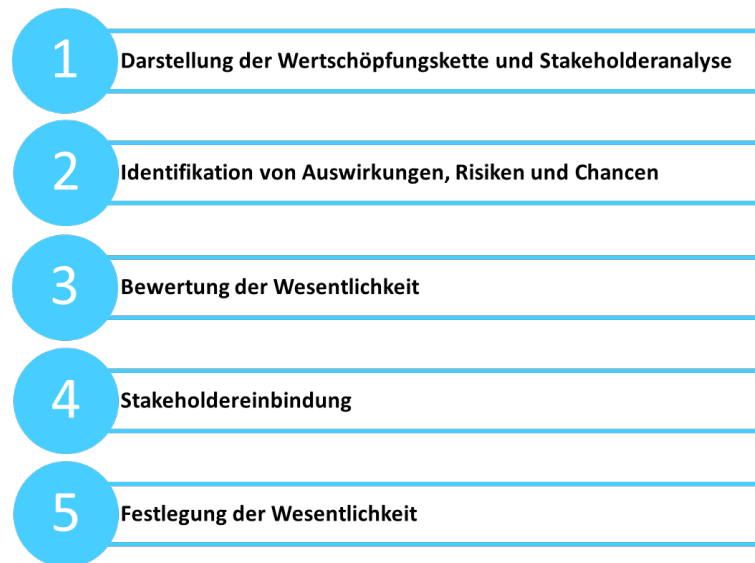 1 Darstellung der Wertschöpfungskette und Stakeholderanalyse
2 Identifikation von Auswirkungen, Risiken und Chancen
3 Bewertung der Wesentlichkeit
4 Stakeholdereinbindung
5 Festlegung der Wesentlichkeit